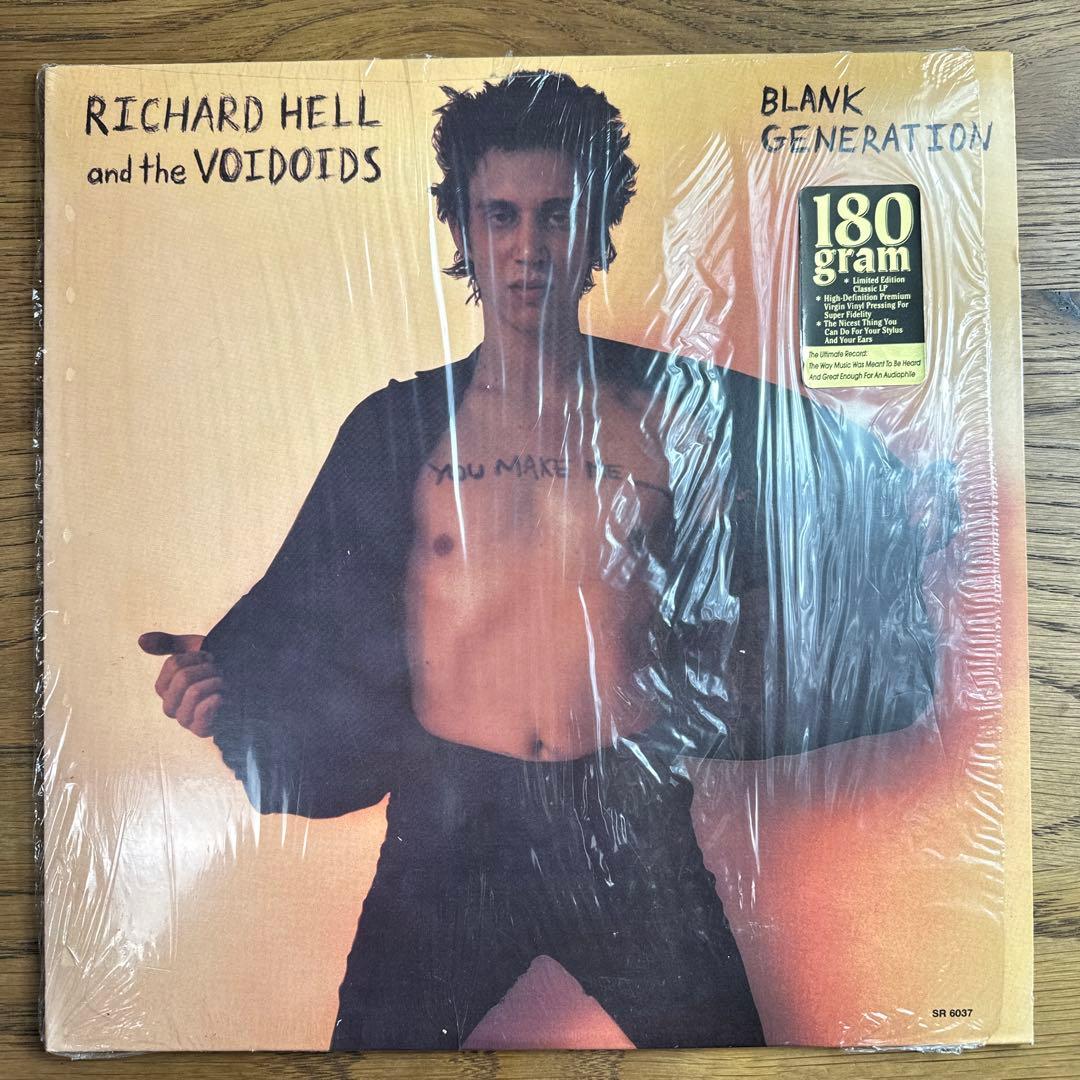 RICHARD HELL
and the VOIDOIDS
BLANK
GENERATION
180
gram
* Limited Edition
Classic LP
* High-Definition Premium
Virgin Vinyl Pressing For
Super Fidelity
* The Nicest Thing You
Can Do For Your Stylus
And Your Ears
The Ultimate Record:
The Way Music Was Meant To Be Heard
And Great Enough For An Audiophile
YOU MAKE ME
SR 6037